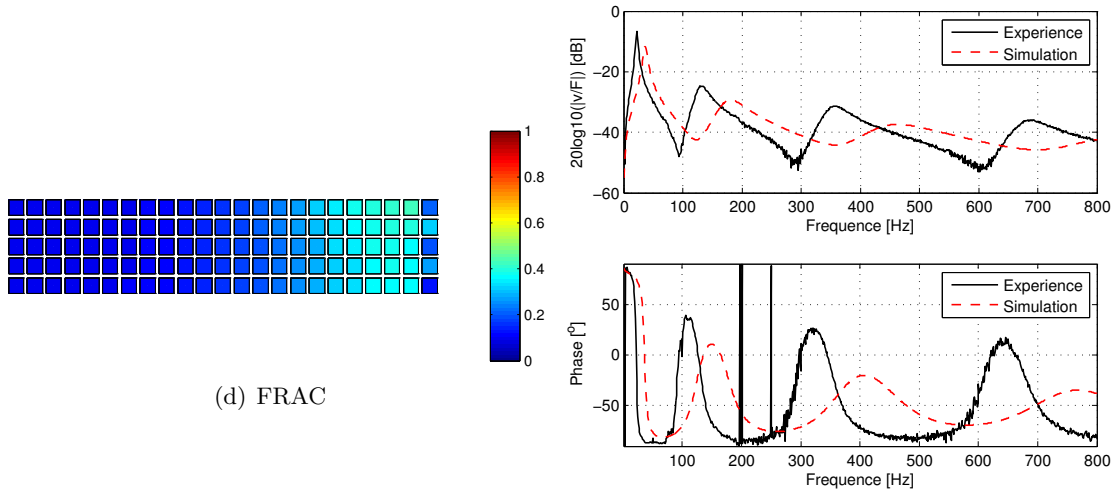 1
0.8
0.6
0.4
0.2
0
(d) FRAC
20log10(|v/F|) [dB]
0
−20
−40
−60
Experience
Simulation
0 100 200 300 400 500 600 700 800
Frequence [Hz]
Phase [°]
50
0
−50
Experience
Simulation
100 200 300 400 500 600 700 800
Frequence [Hz]